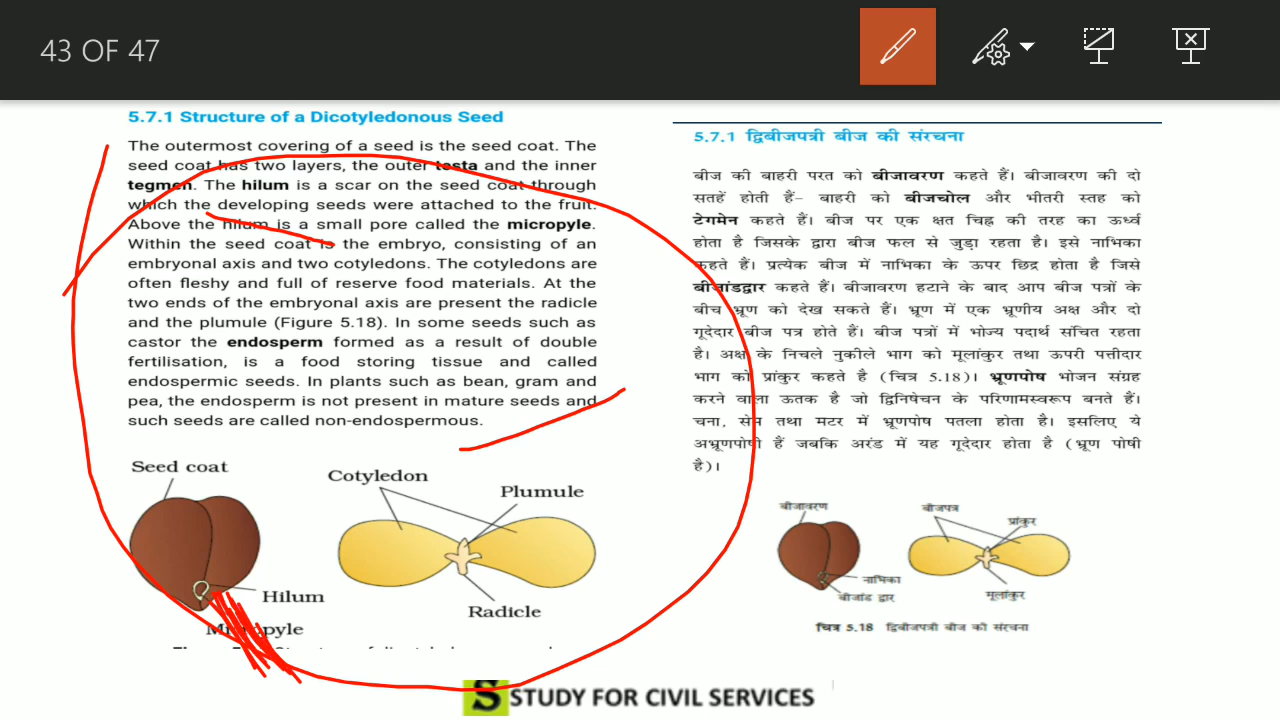 43 OF 47
5.7.1 Structure of a Dicotyledonous Seed
The outermost covering of a seed is the seed coat. The
seed coat has two layers, the outer testa and the inner
tegmen. The hilum is a scar on the seed coat through
which the developing seeds were attached to the fruit.
Above the hilum is a small pore called the micropyle.
Within the seed coat is the embryo, consisting of an
embryonal axis and two cotyledons. The cotyledons are
often fleshy and full of reserve food materials. At the
two ends of the embryonal axis are present the radicle
and the plumule (Figure 5.18). In some seeds such as
castor the endosperm formed as a result of double
fertilisation, is a food storing tissue and called
endospermic seeds. In plants such as bean, gram and
pea, the endosperm is not present in mature seeds and
such seeds are called non-endospermous.
Seed coat
Cotyledon
Plumule
Hilum
Micropyle
Radicle
5.7.1 द्विबीजपत्री बीज की संरचना
बीज की बाहरी परत को बीजावरण कहते हैं। बीजावरण की दो
सतहें होती हैं- बाहरी को बीजचोल और भीतरी स्तह को
टेगमेन कहते हैं। बीज पर एक क्षत चिह्न की तरह का ऊर्ध्व
होता है जिसके द्वारा बीज फल से जुड़ा रहता है। इसे नाभिका
कहते हैं। प्रत्येक बीज में नाभिका के ऊपर छिद्र होता है जिसे
बीजांडद्वार कहते हैं। बीजावरण हटाने के बाद आप बीज पत्रों के
बीच भ्रूण को देख सकते हैं। भ्रूण में एक भ्रूणीय अक्ष और दो
गूदेदार बीज पत्र होते हैं। बीज पत्रों में भोज्य पदार्थ संचित रहता
है। अक्ष के निचले नुकीले भाग को मूलांकुर तथा ऊपरी पत्तीदार
भाग को प्रांकुर कहते है (चित्र 5.18)। भ्रूणपोष भोजन संग्रह
करने वाला ऊतक है जो द्विनिषेचन के परिणामस्वरूप बनते हैं।
चना, सेम तथा मटर में भ्रूणपोष पतला होता है। इसलिए ये
अभ्रूणपोषी हैं जबकि अरंड में यह गूदेदार होता है (भ्रूण पोषी
है)।
बीजावरण
बीजपत्र
प्रांकुर
नाभिका
बीजांड द्वार
मूलांकुर
चित्र 5.18 द्विबीजपत्री बीज की संरचना
S STUDY FOR CIVIL SERVICES